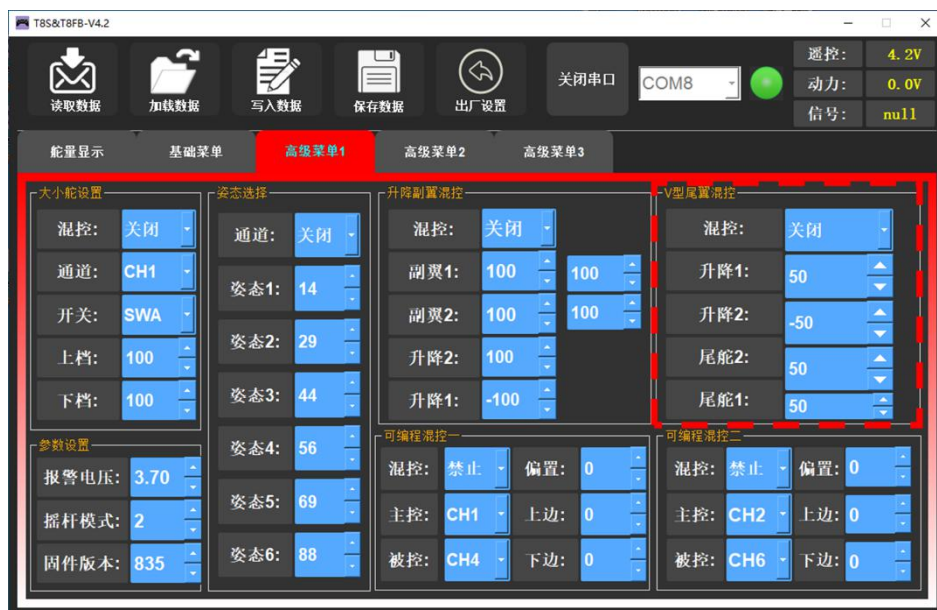 T8S&T8FB-V4.2
读取数据
加载数据
写入数据
保存数据
出厂设置
关闭串口
COM8
遥控: 4.2V
动力: 0.0V
信号: null
舵量显示 基础菜单 高级菜单1 高级菜单2 高级菜单3
大小舵设置
混控: 关闭
通道: CH1
开关: SWA
上档: 100
下档: 100
参数设置
报警电压: 3.70
摇杆模式: 2
固件版本: 835
姿态选择
通道: 关闭
姿态1: 14
姿态2: 29
姿态3: 44
姿态4: 56
姿态5: 69
姿态6: 88
升降副翼混控
混控: 关闭
副翼1: 100 100
副翼2: 100 100
升降2: 100
升降1: -100
V型尾翼混控
混控: 关闭
升降1: 50
升降2: -50
尾舵2: 50
尾舵1: 50
可编程混控一
混控: 禁止 偏置: 0
主控: CH1 上边: 0
被控: CH4 下边: 0
可编程混控二
混控: 禁止 偏置: 0
主控: CH2 上边: 0
被控: CH6 下边: 0